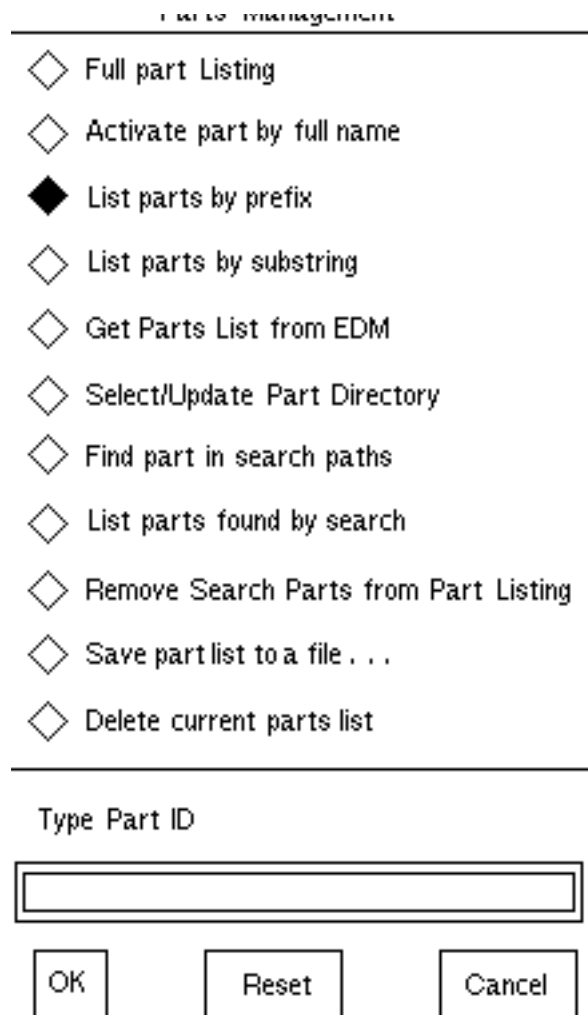 Parts Management
Full part Listing
Activate part by full name
List parts by prefix
List parts by substring
Get Parts List from EDM
Select/Update Part Directory
Find part in search paths
List parts found by search
Remove Search Parts from Part Listing
Save part list to a file . . .
Delete current parts list
Type Part ID
OK
Reset
Cancel